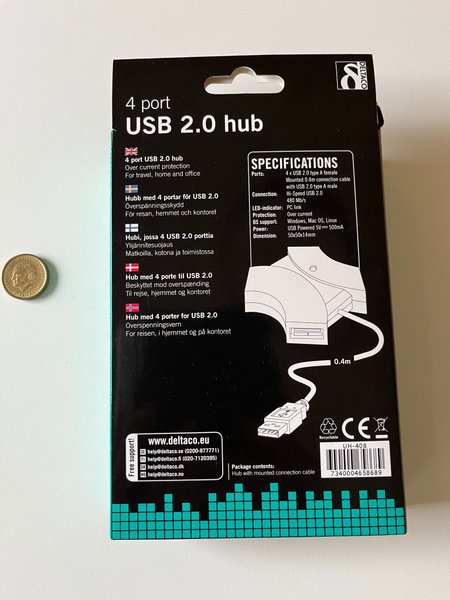 DELTACO
4 port
USB 2.0 hub
4 port USB 2.0 hub
Over current protection
For travel, home and office
Hubb med 4 portar för USB 2.0
Överspänningsskydd
För resan, hemmet och kontoret
Hubi, jossa 4 USB 2.0 porttia
Ylijännitesuojaus
Matkoilla, kotona ja toimistossa
Hub med 4 porte til USB 2.0
Beskyttet mod overspænding
Til rejse, hjemmet og kontoret
Hub med 4 porter for USB 2.0
Overspenningsvern
For reisen, i hjemmet og på kontoret
SPECIFICATIONS
Ports: 4 x USB 2.0 type A female
Mounted 0.4m connection cable
with USB 2.0 type A male
Connection: Hi-Speed USB 2.0
480 Mb/s
LED-indicator: PC link
Protection: Over current
OS support: Windows, Mac OS, Linux
Power: USB Powered 5V⎓ 500mA
Dimension: 50x50x14mm
0.4m
Free support!
www.deltaco.eu
help@deltaco.se (0200-877771)
help@deltaco.fi (020-7120395)
help@deltaco.dk
help@deltaco.no
Package contents:
Hub with mounted connection cable
Recyclable
CE
UH-408
7340004658689